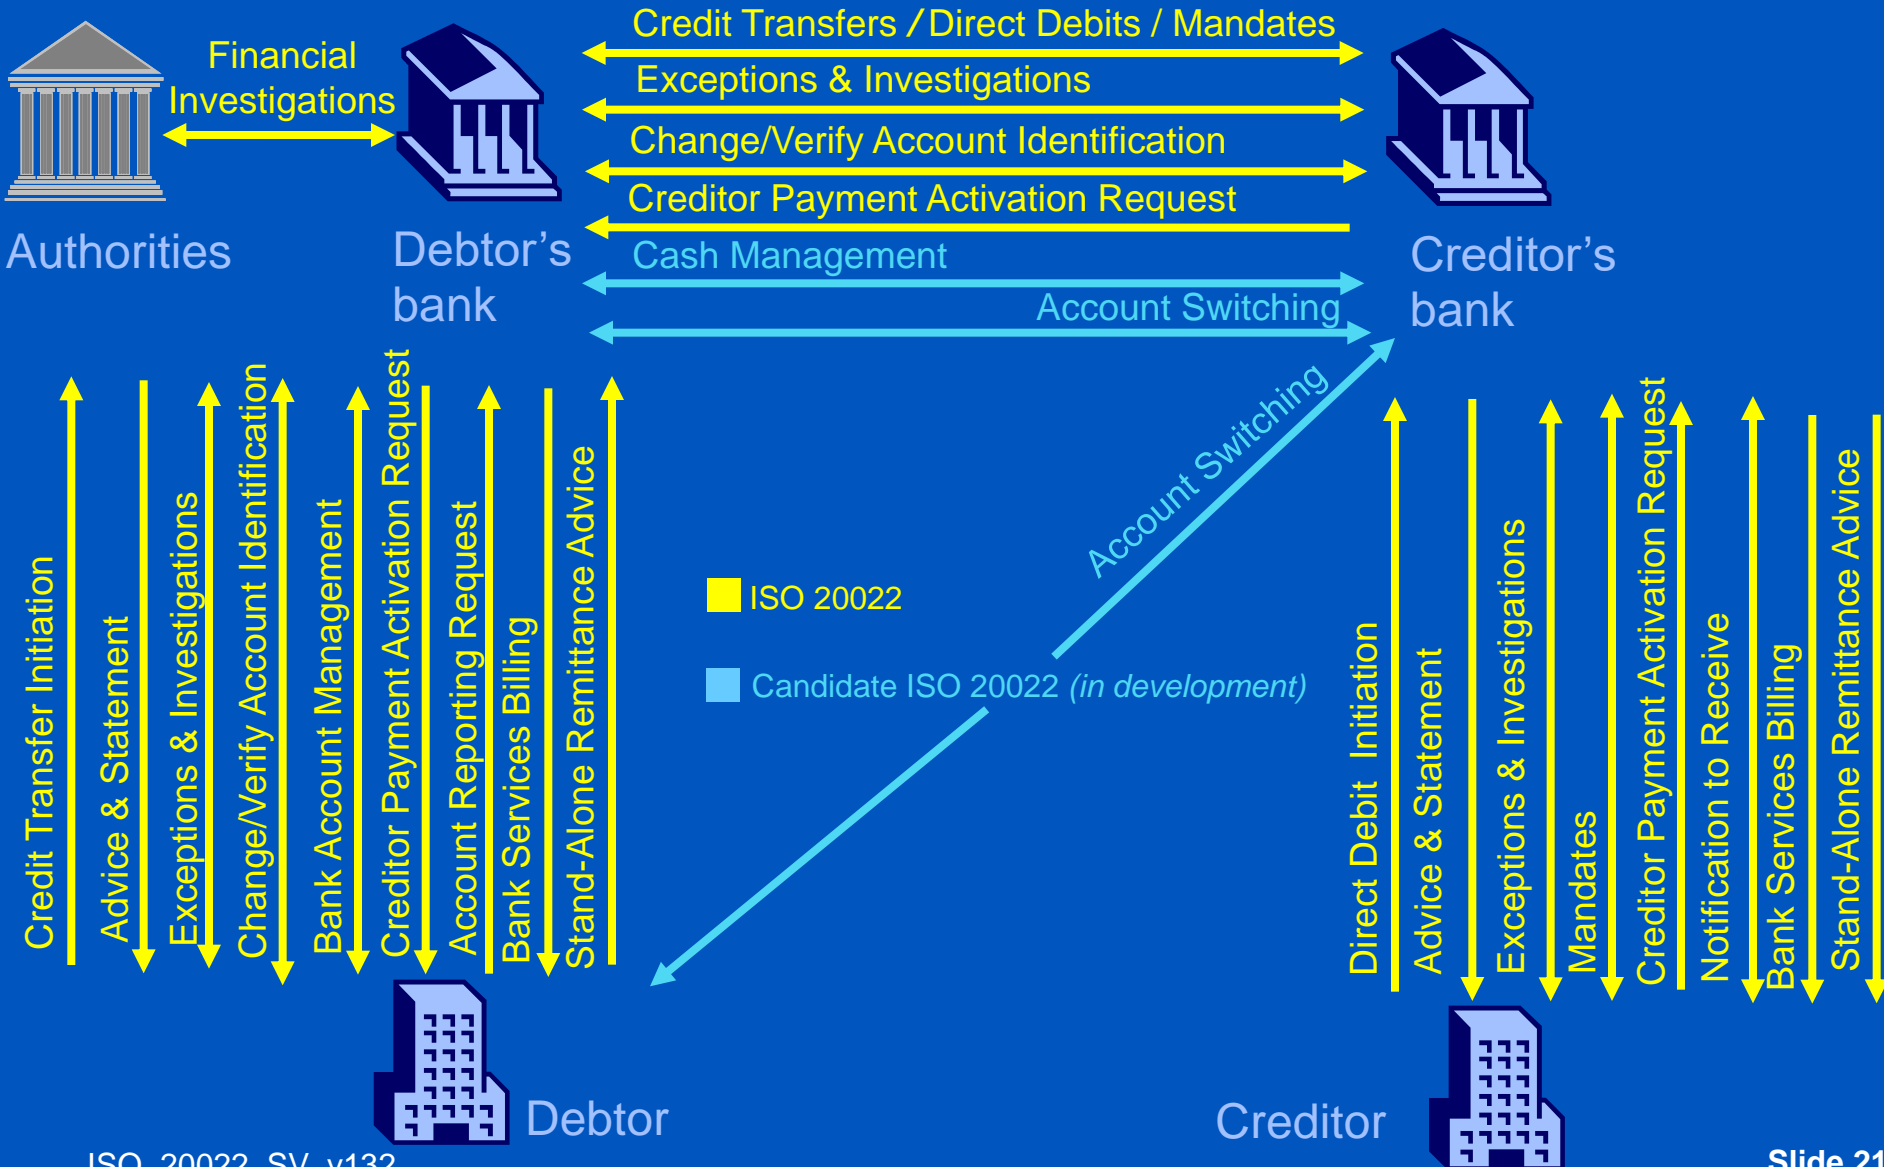 Credit Transfers / Direct Debits / Mandates
Financial
Investigations
Exceptions & Investigations
Change/Verify Account Identification
Creditor Payment Activation Request
Authorities
Debtor’s
bank
Cash Management
Creditor’s
bank
Account Switching
Credit Transfer Initiation
Advice & Statement
Exceptions & Investigations
Change/Verify Account Identification
Bank Account Management
Creditor Payment Activation Request
Account Reporting Request
Bank Services Billing
Stand-Alone Remittance Advice
Account Switching
ISO 20022
Candidate ISO 20022 (in development)
Direct Debit Initiation
Advice & Statement
Exceptions & Investigations
Mandates
Creditor Payment Activation Request
Notification to Receive
Bank Services Billing
Stand-Alone Remittance Advice
Debtor
Creditor
ISO_20022_SV_v132
Slide 21